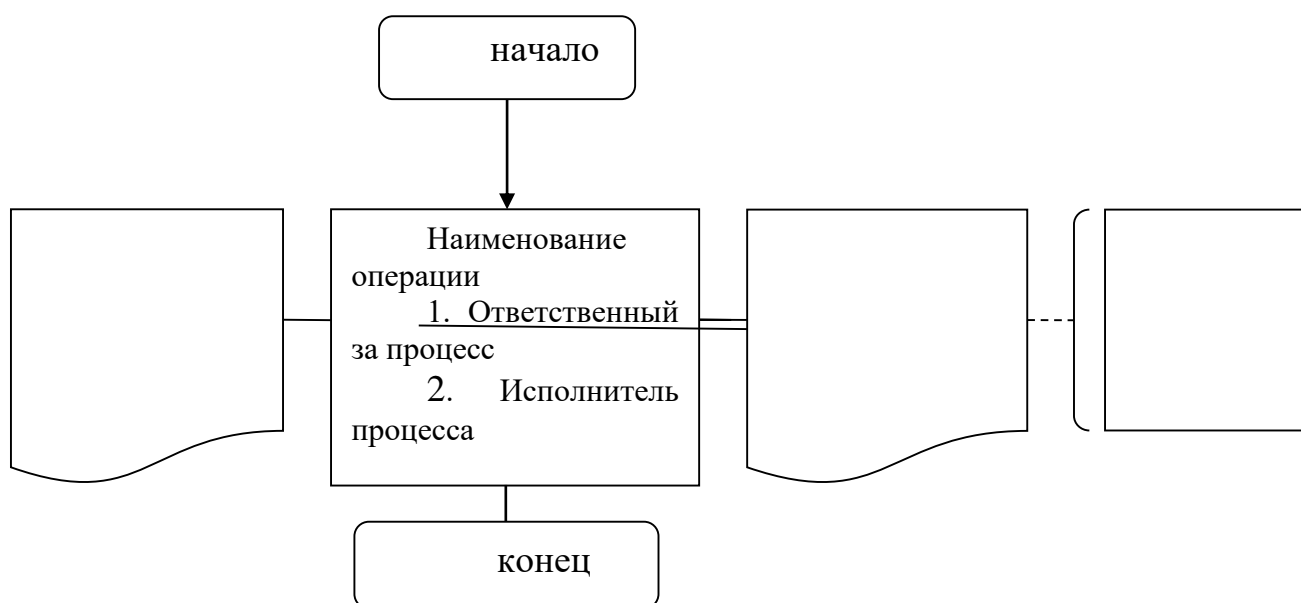 начало
Наименование
операции
1. Ответственный
за процесс
2. Исполнитель
процесса
конец